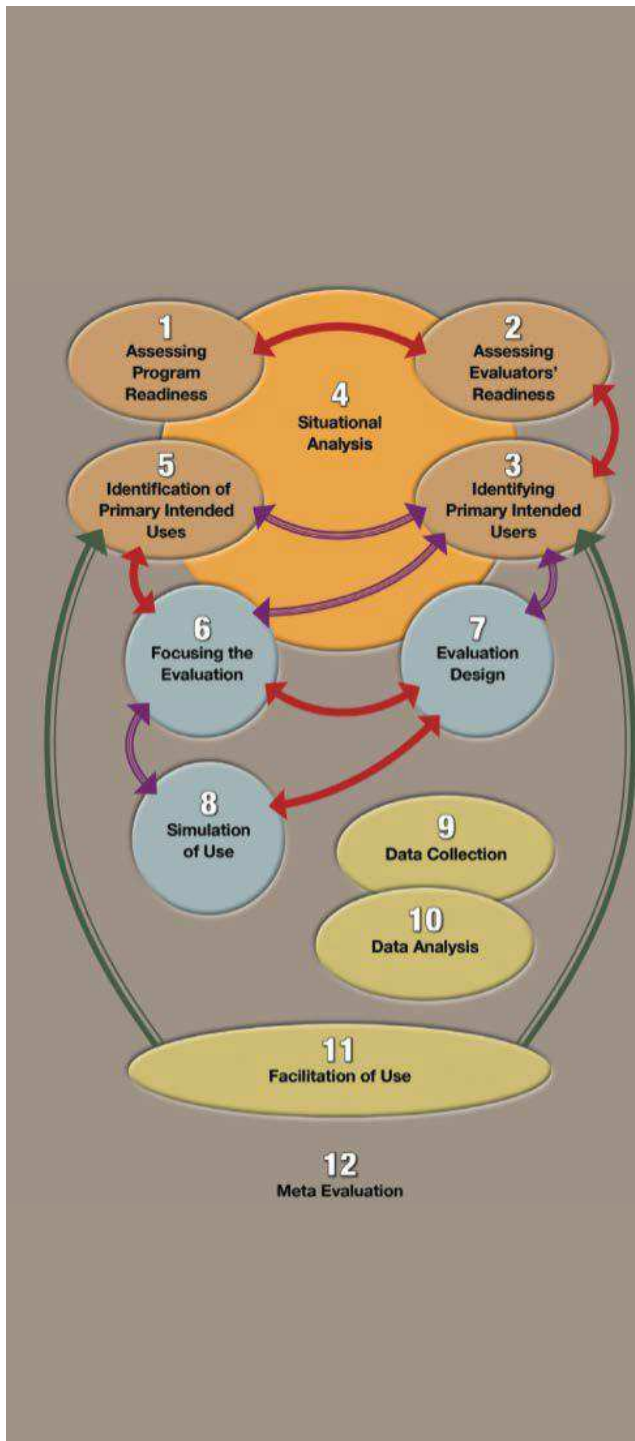 1
Assessing
Program
Readiness
2
Assessing
Evaluators'
Readiness
4
Situational
Analysis
5
Identification of
Primary Intended
Uses
3
Identifying
Primary Intended
Users
6
Focusing the
Evaluation
7
Evaluation
Design
8
Simulation
of Use
9
Data Collection
10
Data Analysis
11
Facilitation of Use
12
Meta Evaluation